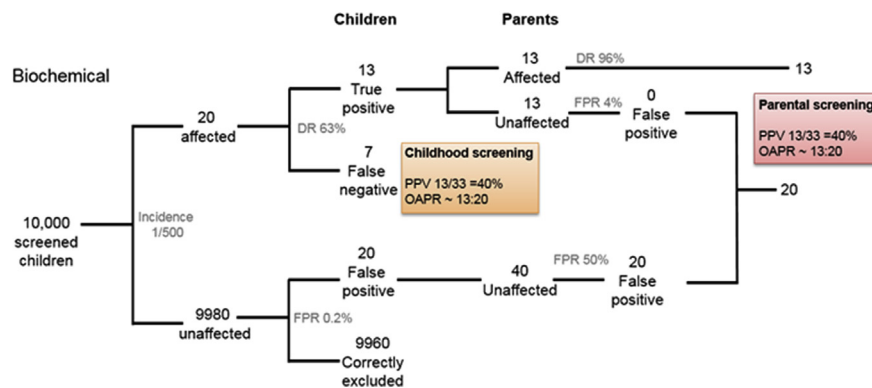 Children
Parents
Biochemical
13
True
positive
13
Affected
DR 96%
13
13
Unaffected
FPR 4%
0
False
positive
Parental screening
PPV 13/33 =40%
OAPR ~ 13:20
20
affected
DR 63%
7
False
negative
Childhood screening
PPV 13/33 =40%
OAPR ~ 13:20
20
10,000
screened
children
Incidence
1/500
20
False
positive
40
Unaffected
FPR 50%
20
False
positive
9980
unaffected
FPR 0.2%
9960
Correctly
excluded